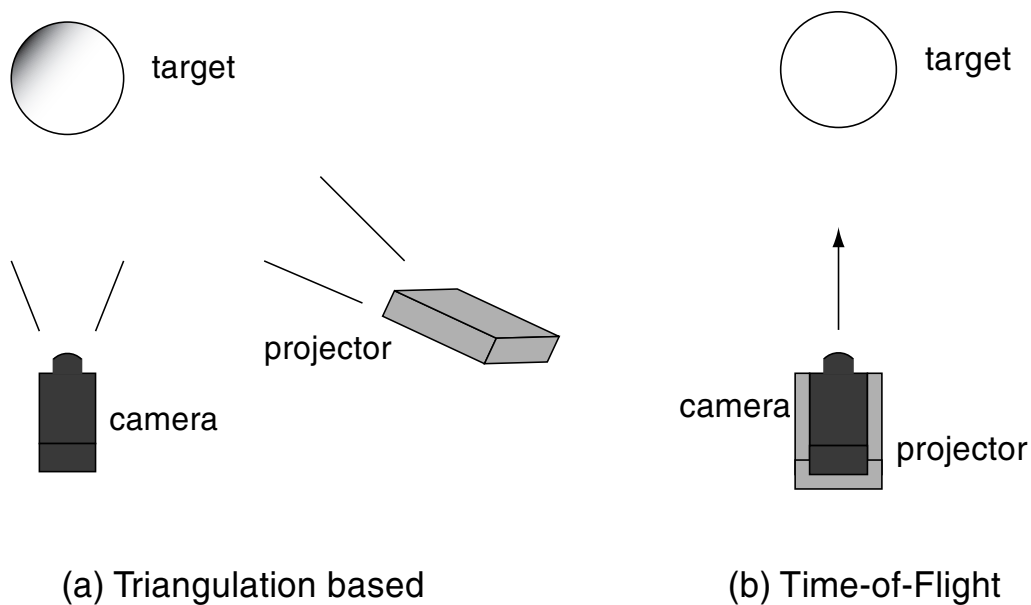 target
projector
camera
(a) Triangulation based
target
camera
projector
(b) Time-of-Flight